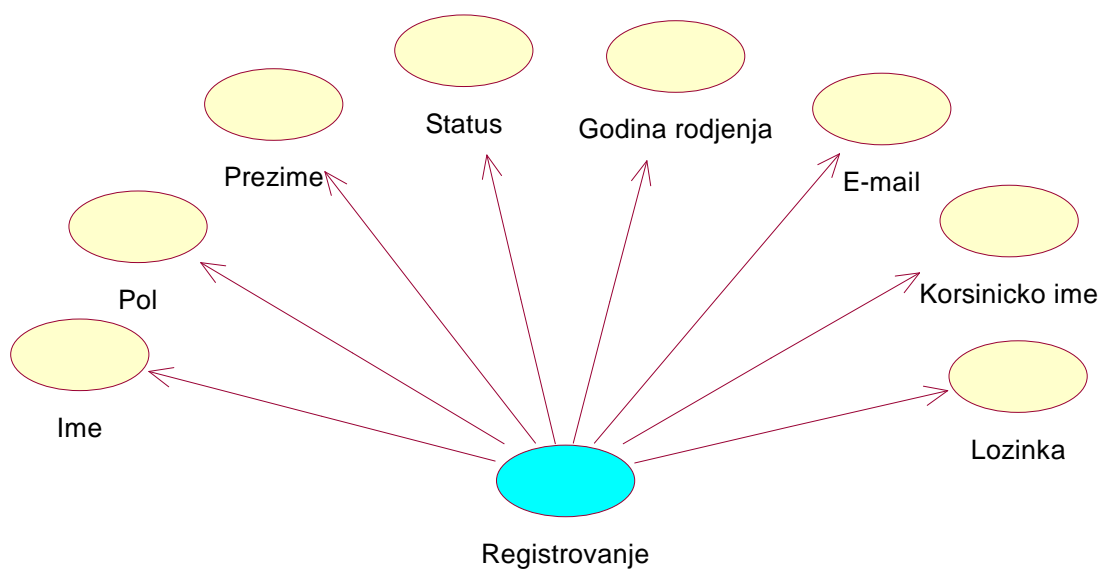 Status
Godina rodjenja
Prezime
E-mail
Pol
Korsinicko ime
Ime
Lozinka
Registrovanje